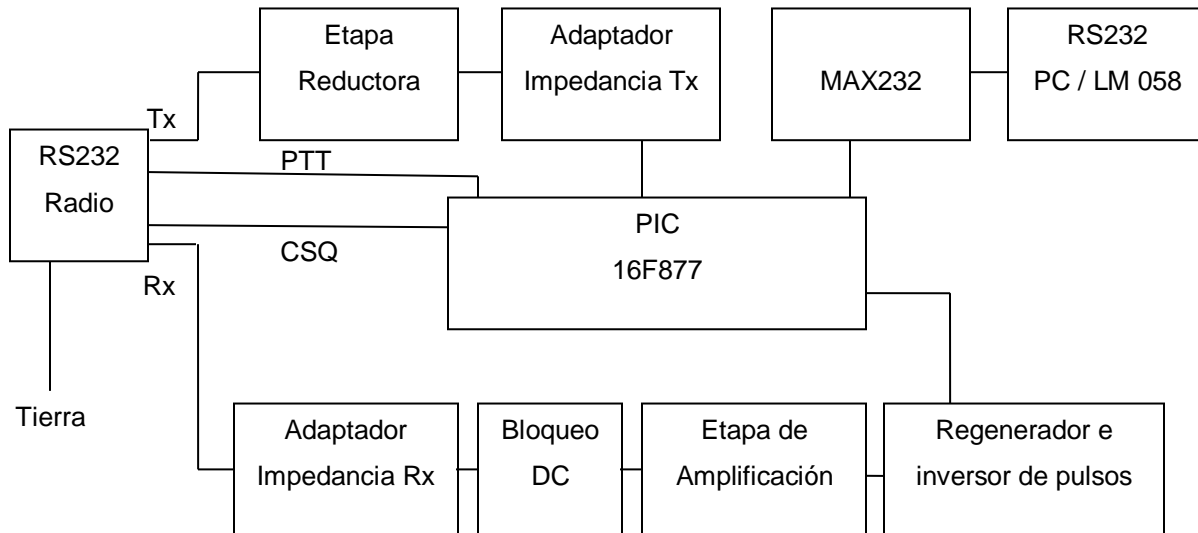 Etapa
Reductora
Adaptador
Impedancia Tx
MAX232
RS232
PC / LM 058
Tx
RS232
Radio
PTT
CSQ
Rx
PIC
16F877
Tierra
Adaptador
Impedancia Rx
Bloqueo
DC
Etapa de
Amplificación
Regenerador e
inversor de pulsos